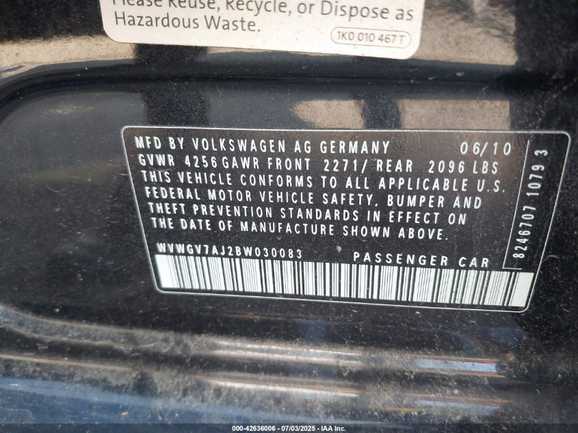 Please Reuse, Recycle, or Dispose as
Hazardous Waste.
1K0 010 467 T
MFD BY VOLKSWAGEN AG GERMANY 06/10
GVWR 4256 GAWR FRONT 2271/ REAR 2096 LBS
THIS VEHICLE CONFORMS TO ALL APPLICABLE U.S.
FEDERAL MOTOR VEHICLE SAFETY, BUMPER AND
THEFT PREVENTION STANDARDS IN EFFECT ON
THE DATE OF MANUFACTURE SHOWN ABOVE.
WVWGV7AJ2BW030083 PASSENGER CAR
8246707 1079 3
000-42636006 07/03/2025 IAA Inc.